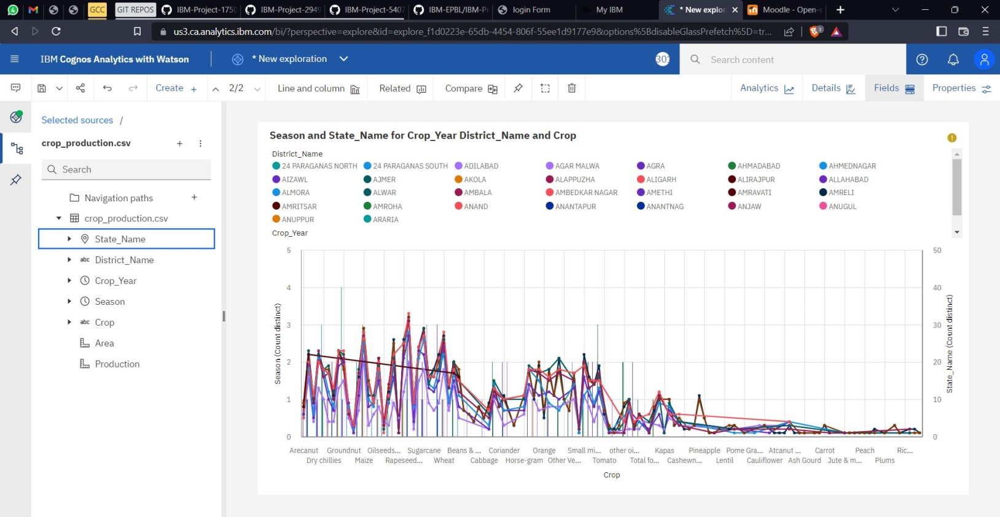 4 GCC GIT REPOS IBM-Project-1750 IBM-Project-2949 IBM-Project-5407 IBM-EPBL/IBM-Pr login Form My IBM * New explor Moodle - Open-s
us3.ca.analytics.ibm.com/bi/?perspective=explore&id=explore_f1d0223e-65db-4454-806f-55ee1d9177e9&options%5BdisableGlassPrefetch%5D=tr... 3
IBM Cognos Analytics with Watson * New exploration 301 Search content
Create 2/2 Line and column Related Compare Analytics Details Fields Properties
Selected sources /
crop_production.csv
Search
Navigation paths
crop_production.csv
State_Name
abc District_Name
Crop_Year
Season
abc Crop
Area
Production
Season and State_Name for Crop_Year District_Name and Crop
District_Name
24 PARAGANAS NORTH 24 PARAGANAS SOUTH ADILABAD AGAR MALWA AGRA AHMADABAD AHMEDNAGAR
AIZAWL AJMER AKOLA ALAPPUZHA ALIGARH ALIRAJPUR ALLAHABAD
ALMORA ALWAR AMBALA AMBEDKAR NAGAR AMETHI AMRAVATI AMRELI
AMRITSAR AMROHA ANAND ANANTAPUR ANANTNAG ANJAW ANUGUL
ANUPPUR ARARIA
Crop_Year
5 50
4 40
3 30
2 20
1 10
0 0
Season (Count distinct)
State_Name (Count distinct)
Arecanut Groundnut Oilseeds... Sugarcane Beans & ... Coriander Orange Small mi... other oi... Kapas Pineapple Pome Gra... Atcanut ... Carrot Peach Ric...
Dry chillies Maize Rapeseed... Wheat Cabbage Horse-gram Other Ve... Tomato Total fo... Cashewn... Lentil Cauliflower Ash Gourd Jute & m... Plums
Crop